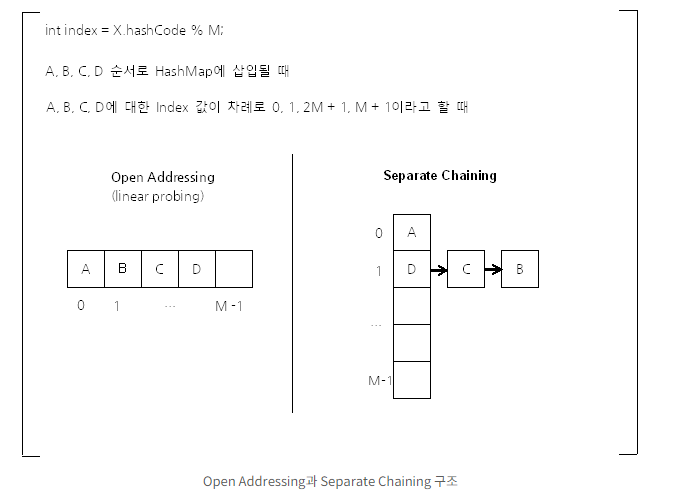 int index = X.hashCode % M;
A, B, C, D 순서로 HashMap에 삽입될 때
A, B, C, D에 대한 Index 값이 차례로 0, 1, 2M + 1, M + 1이라고 할 때
Open Addressing
(linear probing)
A B C D
0 1 ... M -1
Separate Chaining
0 A
1 D C B
...
M-1
Open Addressing과 Separate Chaining 구조